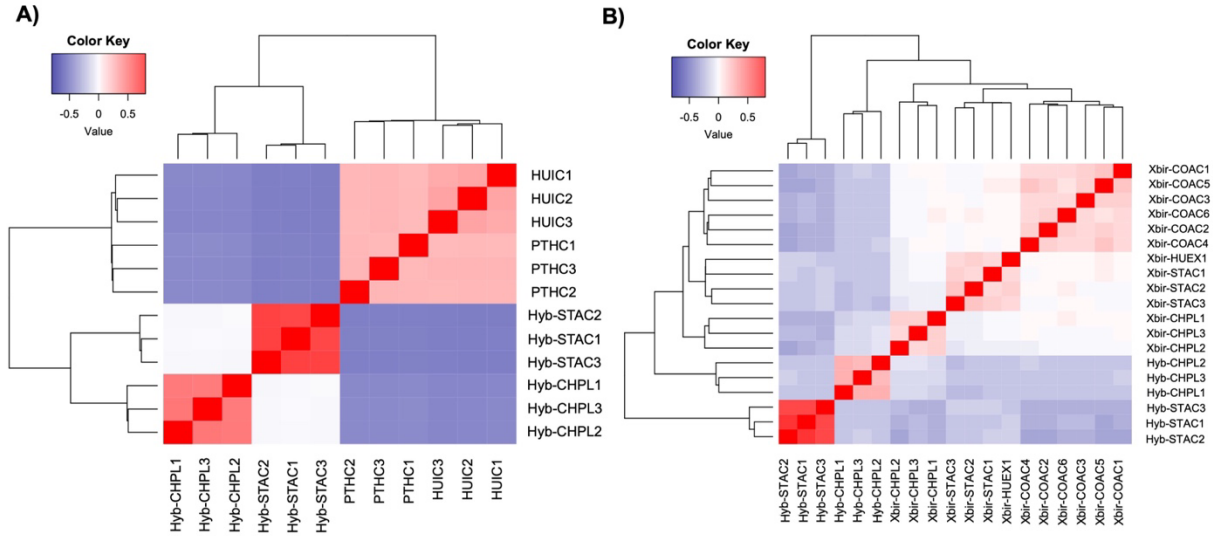 A)
Color Key
-0.5 0 0.5
Value
HUIC1
HUIC2
HUIC3
PTHC1
PTHC3
PTHC2
Hyb-STAC2
Hyb-STAC1
Hyb-STAC3
Hyb-CHPL1
Hyb-CHPL3
Hyb-CHPL2
Hyb-CHPL1
Hyb-CHPL3
Hyb-CHPL2
Hyb-STAC2
Hyb-STAC1
Hyb-STAC3
PTHC2
PTHC3
PTHC1
HUIC3
HUIC2
HUIC1
B)
Color Key
-0.5 0 0.5
Value
Xbir-COAC1
Xbir-COAC5
Xbir-COAC3
Xbir-COAC6
Xbir-COAC2
Xbir-COAC4
Xbir-HUEX1
Xbir-STAC1
Xbir-STAC2
Xbir-STAC3
Xbir-CHPL1
Xbir-CHPL3
Xbir-CHPL2
Hyb-CHPL2
Hyb-CHPL3
Hyb-CHPL1
Hyb-STAC3
Hyb-STAC1
Hyb-STAC2
Hyb-STAC2
Hyb-STAC1
Hyb-STAC3
Hyb-CHPL1
Hyb-CHPL3
Hyb-CHPL2
Xbir-CHPL2
Xbir-CHPL3
Xbir-CHPL1
Xbir-STAC3
Xbir-STAC2
Xbir-STAC1
Xbir-HUEX1
Xbir-COAC4
Xbir-COAC2
Xbir-COAC6
Xbir-COAC3
Xbir-COAC5
Xbir-COAC1